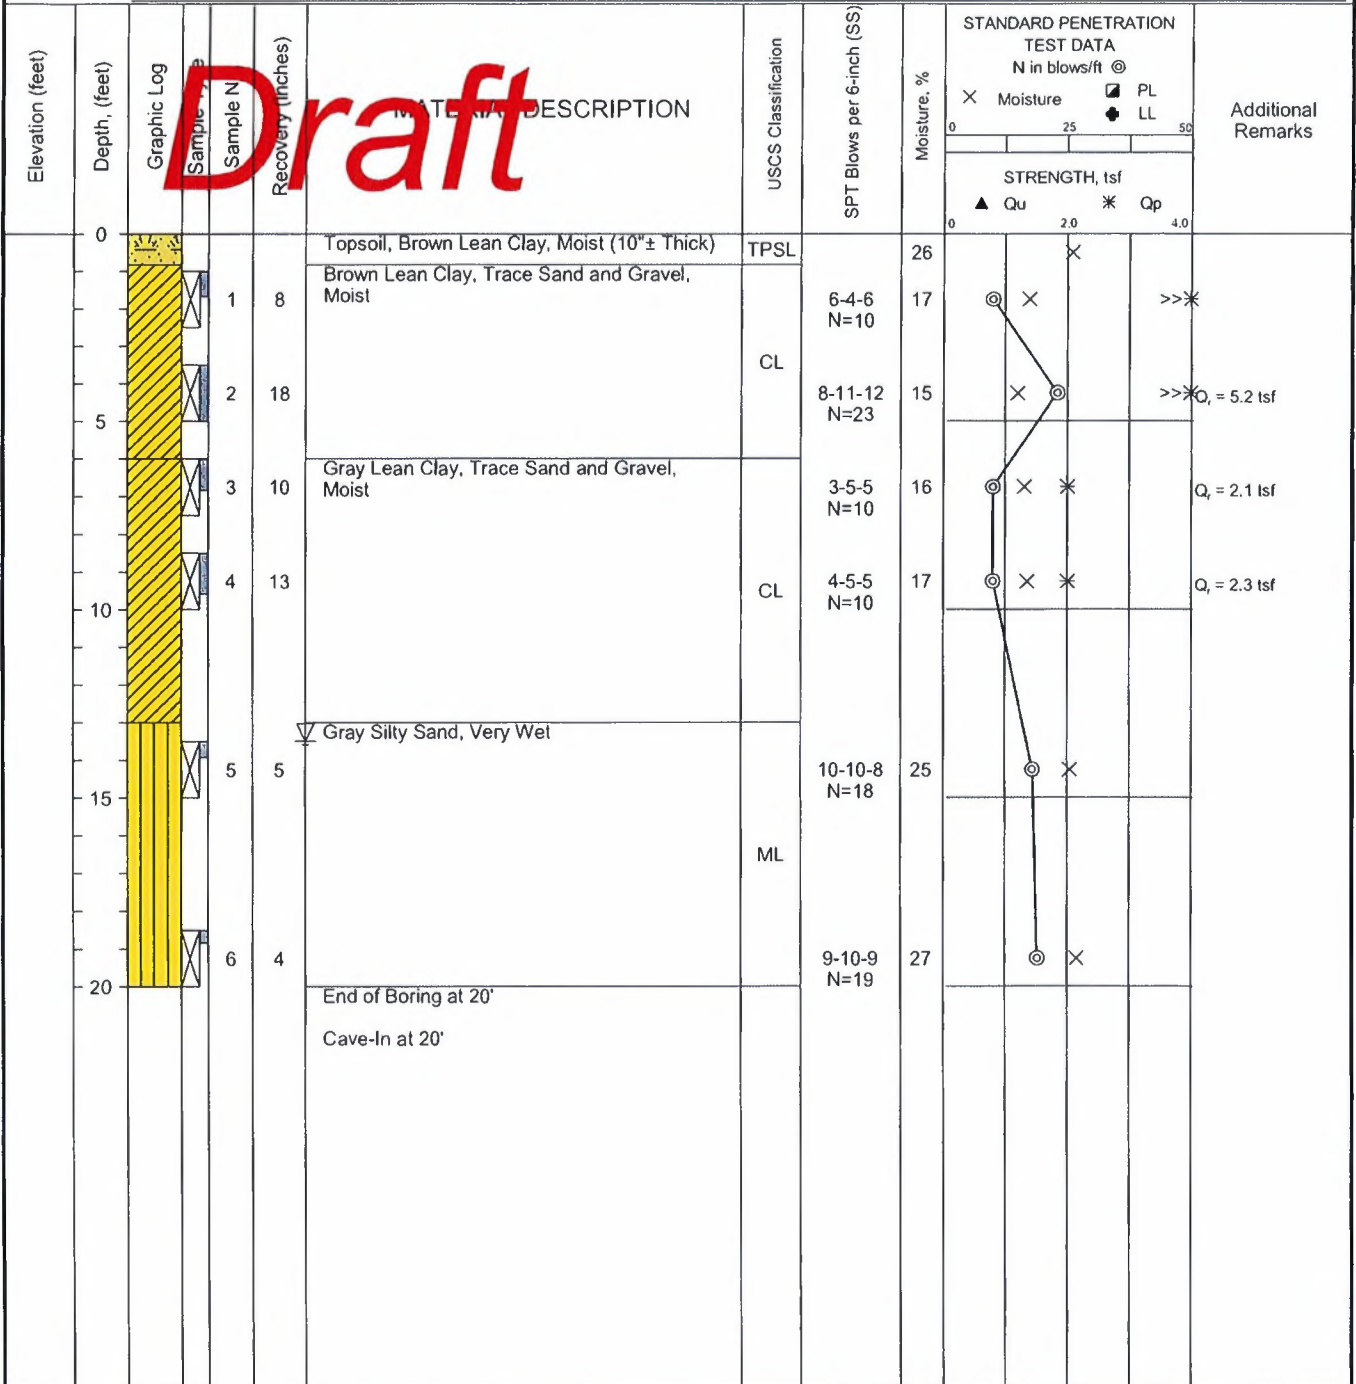 Draft
Elevation (feet)
Depth, (feet)
Graphic Log
Sample Type
Sample N
Recovery (inches)
MATERIAL DESCRIPTION
USCS Classification
SPT Blows per 6-inch (SS)
Moisture, %
STANDARD PENETRATION
TEST DATA
N in blows/ft
Moisture
PL
LL
0 25 50
STRENGTH, tsf
Qu Qp
0 2.0 4.0
Additional
Remarks
0
Topsoil, Brown Lean Clay, Moist (10"± Thick)
TPSL
26
Brown Lean Clay, Trace Sand and Gravel,
Moist
1 8
6-4-6
N=10
17
>>
CL
2 18
8-11-12
N=23
15
>>
Qr = 5.2 tsf
5
Gray Lean Clay, Trace Sand and Gravel,
Moist
3 10
3-5-5
N=10
16
Qr = 2.1 tsf
4 13
CL
4-5-5
N=10
17
Qr = 2.3 tsf
10
Gray Silty Sand, Very Wet
5 5
10-10-8
N=18
25
15
ML
6 4
9-10-9
N=19
27
20
End of Boring at 20'
Cave-In at 20'